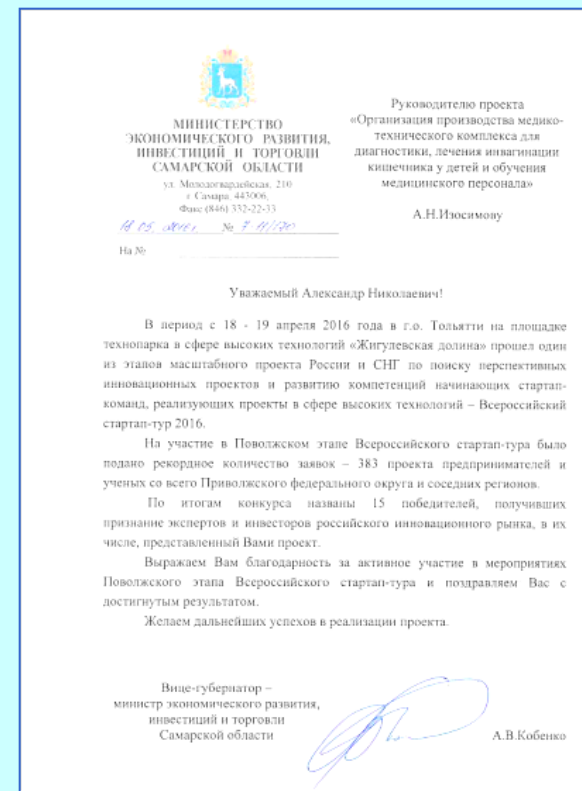 МИНИСТЕРСТВО
ЭКОНОМИЧЕСКОГО РАЗВИТИЯ,
ИНВЕСТИЦИЙ И ТОРГОВЛИ
САМАРСКОЙ ОБЛАСТИ
ул. Молодогвардейская, 210
г. Самара, 443006,
Факс (846) 332-22-33
№
На №
Руководителю проекта
«Организация производства медико-
технического комплекса для
диагностики, лечения инвагинации
кишечника у детей и обучения
медицинского персонала»
А.Н.Изосимову
Уважаемый Александр Николаевич!
В период с 18 - 19 апреля 2016 года в г.о. Тольятти на площадке
технопарка в сфере высоких технологий «Жигулевская долина» прошел один
из этапов масштабного проекта России и СНГ по поиску перспективных
инновационных проектов и развитию компетенций начинающих стартап-
команд, реализующих проекты в сфере высоких технологий – Всероссийский
стартап-тур 2016.
На участие в Поволжском этапе Всероссийского стартап-тура было
подано рекордное количество заявок – 383 проекта предпринимателей и
ученых со всего Приволжского федерального округа и соседних регионов.
По итогам конкурса названы 15 победителей, получивших
признание экспертов и инвесторов российского инновационного рынка, в их
числе, представленный Вами проект.
Выражаем Вам благодарность за активное участие в мероприятиях
Поволжского этапа Всероссийского стартап-тура и поздравляем Вас с
достигнутым результатом.
Желаем дальнейших успехов в реализации проекта.
Вице-губернатор –
министр экономического развития,
инвестиций и торговли
Самарской области
А.В.Кобенко